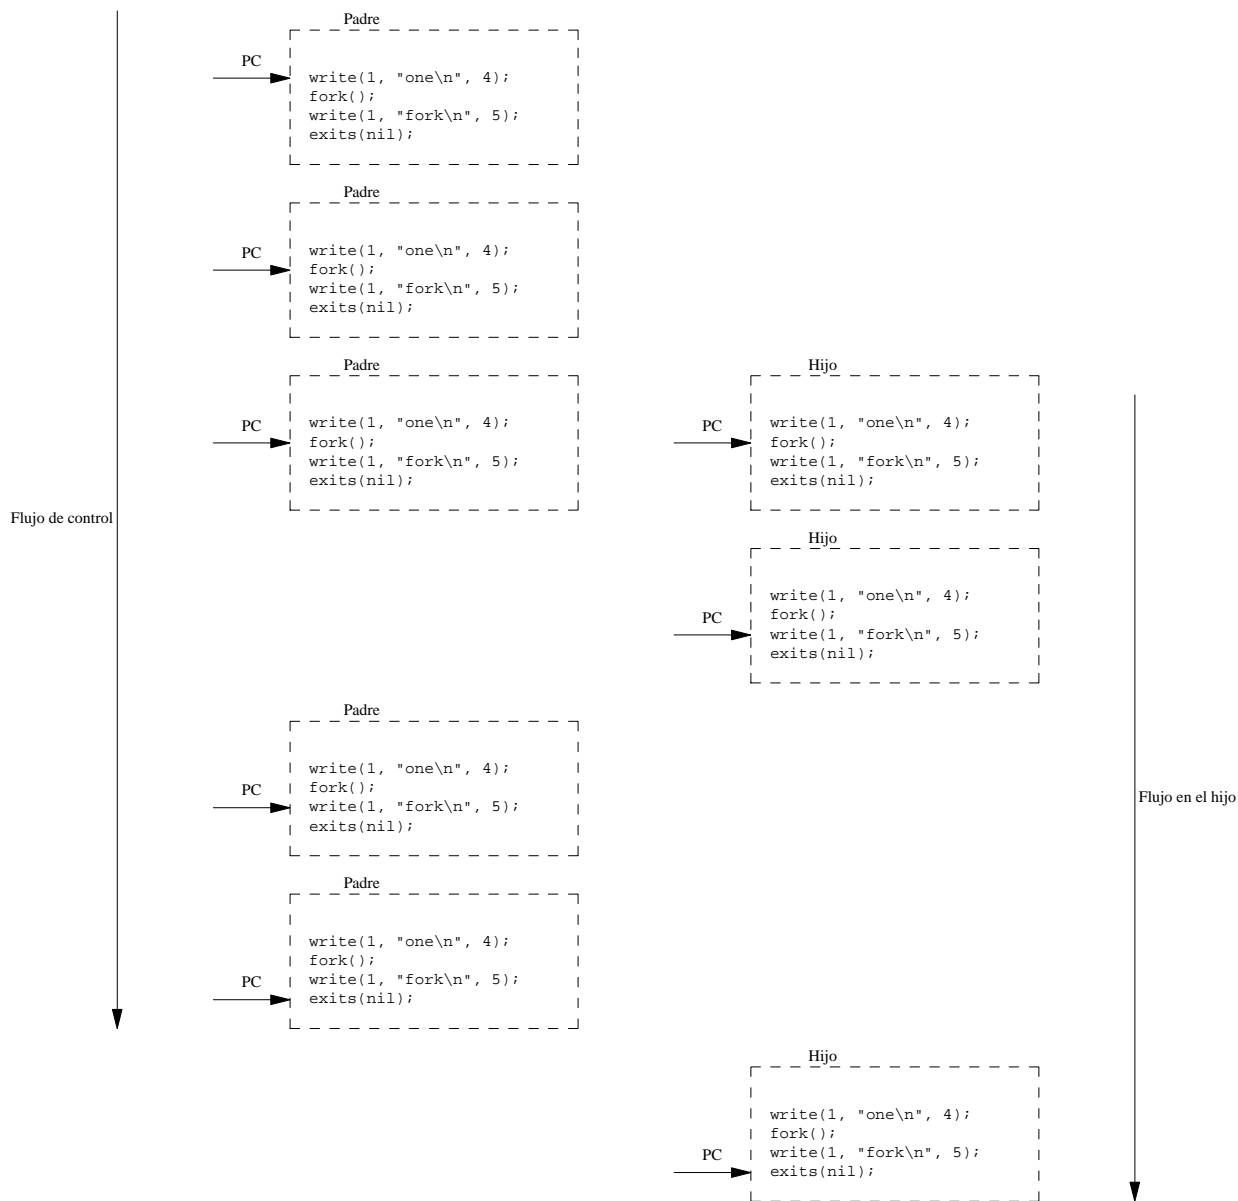 Padre
PC
write(1, "one\n", 4);
fork();
write(1, "fork\n", 5);
exits(nil);
Padre
PC
write(1, "one\n", 4);
fork();
write(1, "fork\n", 5);
exits(nil);
Padre
PC
write(1, "one\n", 4);
fork();
write(1, "fork\n", 5);
exits(nil);
Hijo
PC
write(1, "one\n", 4);
fork();
write(1, "fork\n", 5);
exits(nil);
Flujo de control
Hijo
PC
write(1, "one\n", 4);
fork();
write(1, "fork\n", 5);
exits(nil);
Padre
PC
write(1, "one\n", 4);
fork();
write(1, "fork\n", 5);
exits(nil);
Flujo en el hijo
Padre
PC
write(1, "one\n", 4);
fork();
write(1, "fork\n", 5);
exits(nil);
Hijo
PC
write(1, "one\n", 4);
fork();
write(1, "fork\n", 5);
exits(nil);